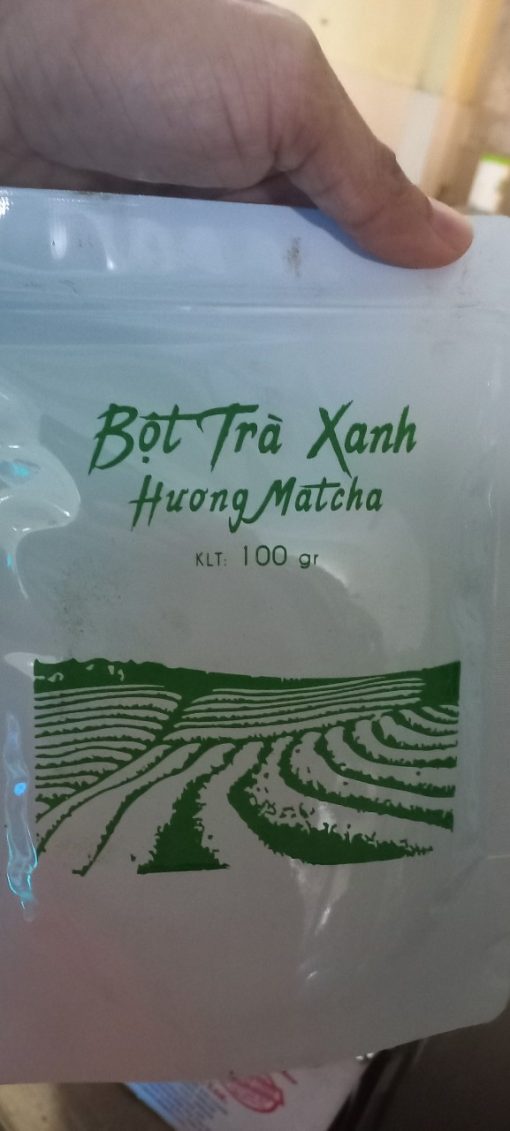 Bột Trà Xanh
Hương Matcha
KLT: 100 gr